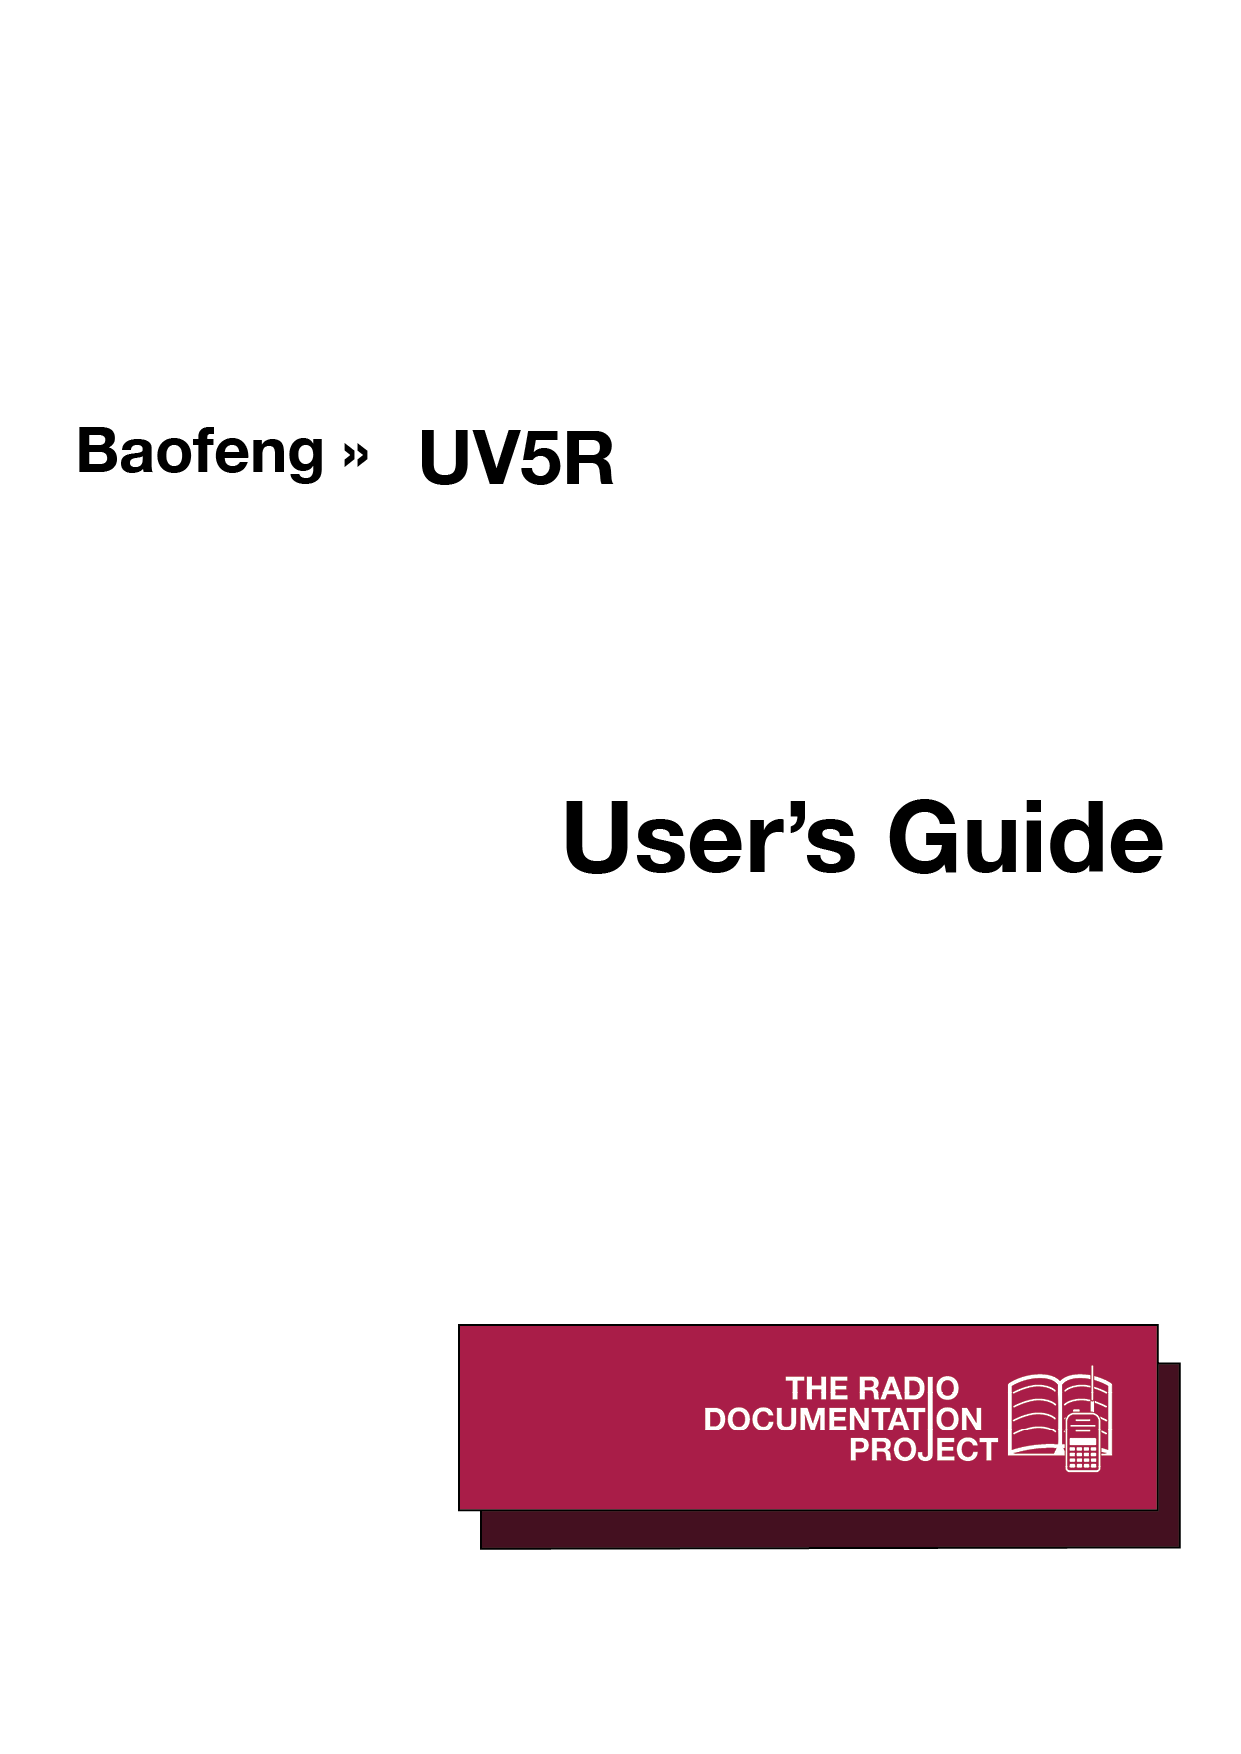 Baofeng » UV5R
User’s Guide
THE RADIO
DOCUMENTATION
PROJECT